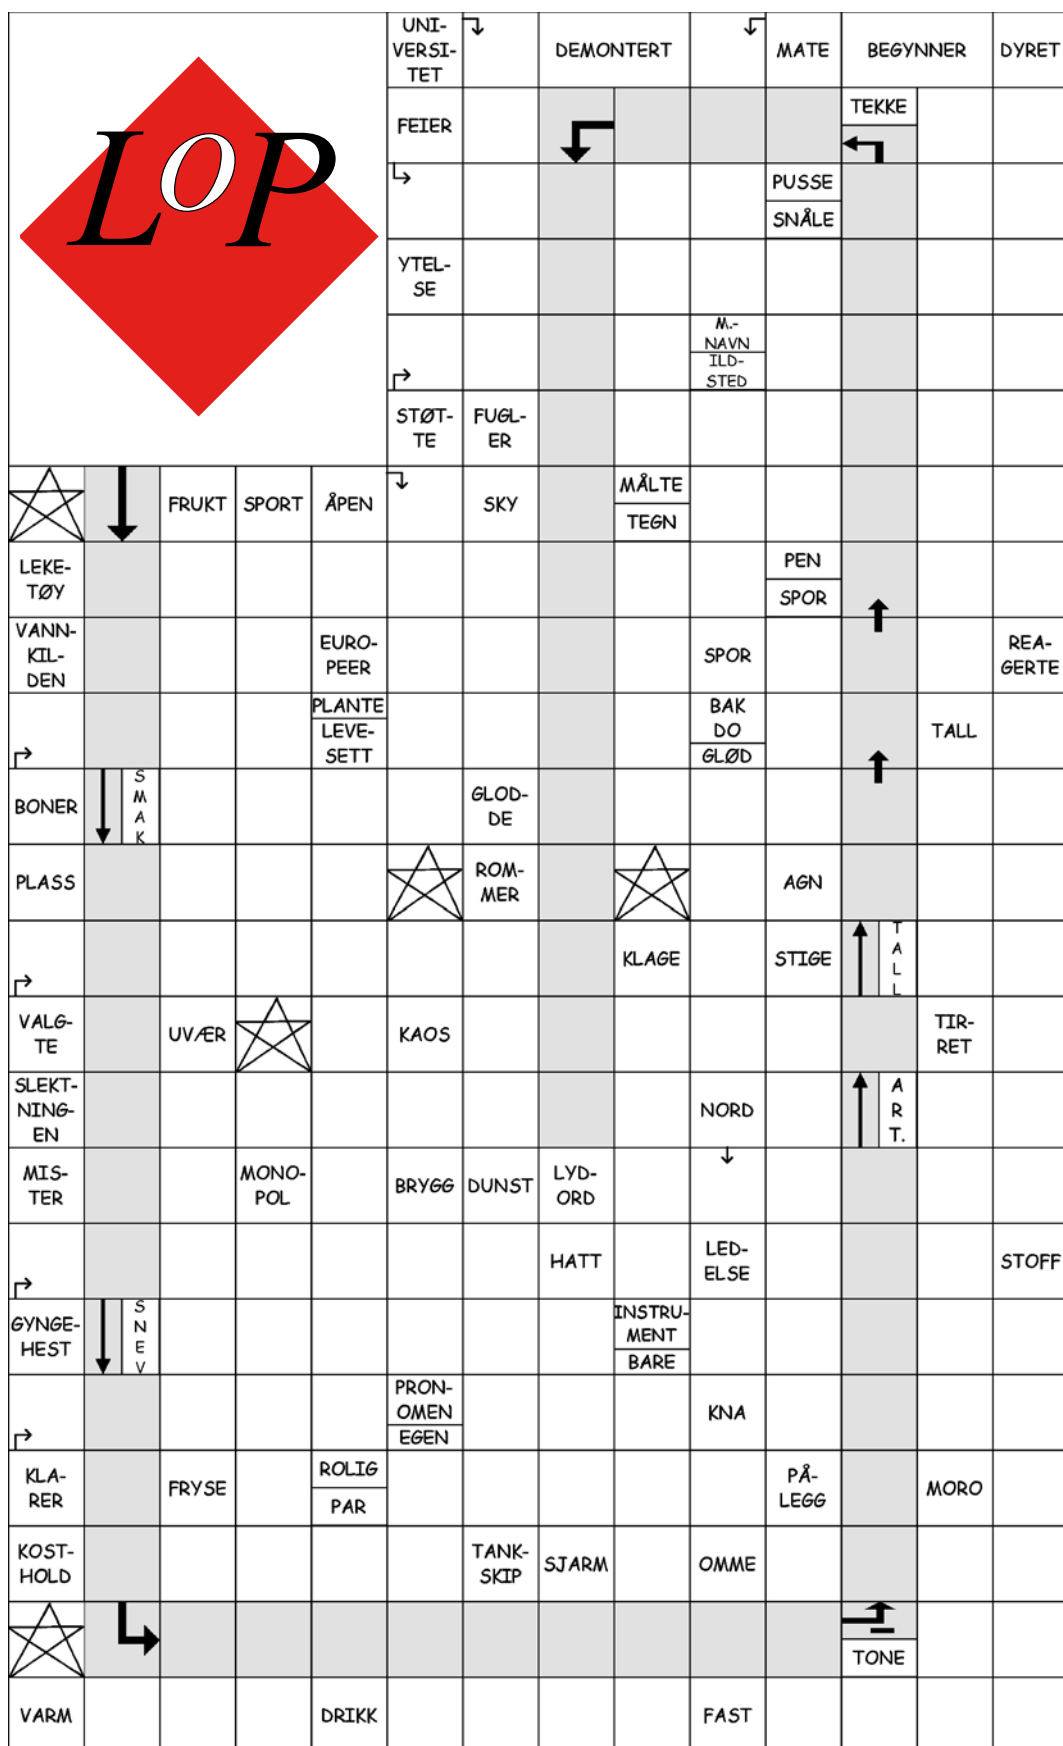 UNI-
VERSI-
TET
DEMONTERT
MATE
BEGYNNER
DYRET
LOP
FEIER
TEKKE
PUSSE
SNÅLE
YTEL-
SE
M.-
NAVN
ILD-
STED
STØT-
TE
FUGL-
ER
FRUKT
SPORT
ÅPEN
SKY
MÅLTE
TEGN
LEKE-
TØY
PEN
SPOR
VANN-
KIL-
DEN
EURO-
PEER
SPOR
REA-
GERTE
PLANTE
LEVE-
SETT
BAK
DO
GLØD
TALL
BONER
SMAK
GLOD-
DE
PLASS
ROM-
MER
AGN
KLAGE
STIGE
TALL
VALG-
TE
UVÆR
KAOS
TIR-
RET
SLEKT-
NING-
EN
NORD
ART.
MIS-
TER
MONO-
POL
BRYGG
DUNST
LYD-
ORD
HATT
LED-
ELSE
STOFF
GYNGE-
HEST
SNEV
INSTRU-
MENT
BARE
PRON-
OMEN
EGEN
KNA
KLA-
RER
FRYSE
ROLIG
PAR
PÅ-
LEGG
MORO
KOST-
HOLD
TANK-
SKIP
SJARM
OMME
TONE
VARM
DRIKK
FAST